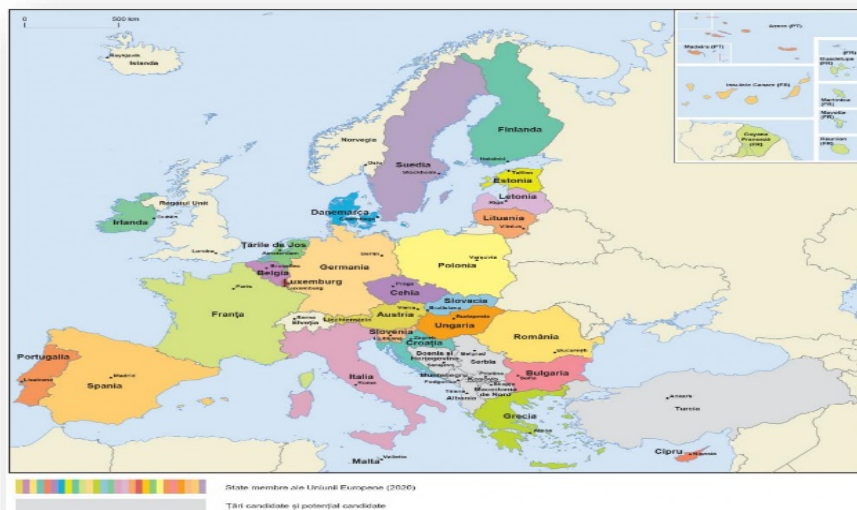 0 500 km
Reykjavik
Islanda
Norvegia
Oslo
Suedia
Stockholm
Finlanda
Helsinki
Tallinn
Estonia
Letonia
Riga
Lituania
Vilnius
Regatul Unit
Dublin
Irlanda
Londra
Danemarca
Țările de Jos
Amsterdam
Bruxelles
Belgia
Luxemburg
Luxemburg
Berlin
Germania
Varșovia
Polonia
Praga
Cehia
Slovacia
Bratislava
Viena
Austria
Liechtenstein
Budapesta
Ungaria
Paris
Franța
Berna
Elveția
Slovenia
Ljubljana
Zagreb
Croația
România
București
Bosnia și
Herțegovina
Sarajevo
Belgrad
Serbia
Muntenegru
Podgorica
Priștina
Kosovo
Skopje
Macedonia
de Nord
Tirana
Albania
Sofia
Bulgaria
Portugalia
Lisabona
Madrid
Spania
Italia
Roma
Grecia
Atena
Ankara
Turcia
Malta
Valletta
Cipru
Nicosia
Azore (PT)
Madeira (PT)
Insulele Canare (ES)
(FR)
Guadelupa
(FR)
Martinica
(FR)
Mayotte
(FR)
Réunion
(FR)
Guyana
Franceză
(FR)
State membre ale Uniunii Europene (2020)
Țări candidate și potențial candidate